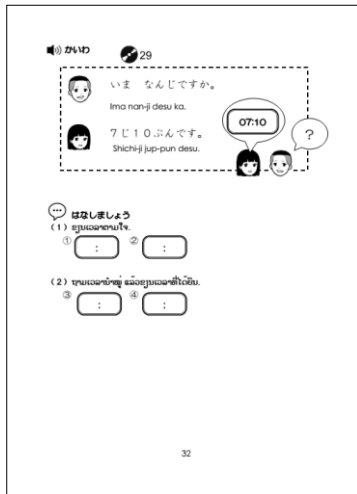 かいわ
29
いま　なんじですか。
Ima nan-ji desu ka.
7じ10ぷんです。
Shichi-ji jup-pun desu.
07:10
?
はなしましょう
(1) ຂຽນເວລາຕາມໃຈ.
① : ② :
(2) ຖາມເວລານໍາໝູ່ ແລ້ວຂຽນເວລາທີ່ໄດ້ຍິນ.
③ : ④ :
32